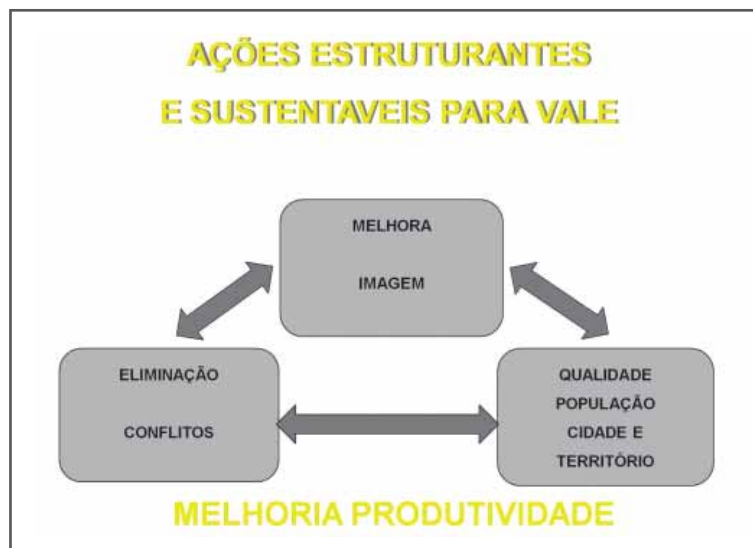 AÇÕES ESTRUTURANTES
E SUSTENTAVEIS PARA VALE
MELHORA
IMAGEM
ELIMINAÇÃO
CONFLITOS
QUALIDADE
POPULAÇÃO
CIDADE E
TERRITÓRIO
MELHORIA PRODUTIVIDADE